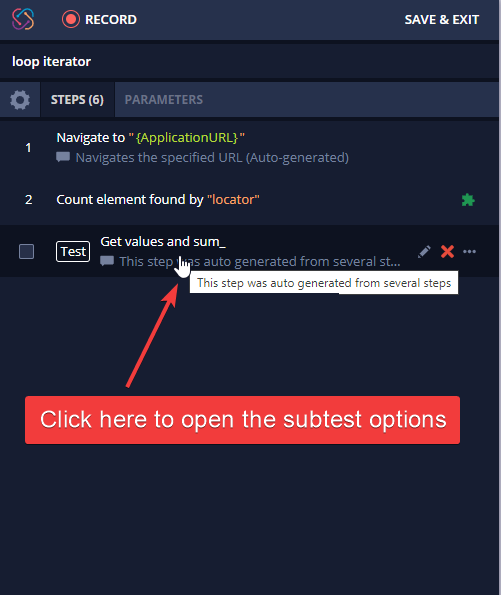 RECORD
SAVE & EXIT
loop iterator
STEPS (6)
PARAMETERS
1
Navigate to "{ApplicationURL}"
Navigates the specified URL (Auto-generated)
2
Count element found by "locator"
Test
Get values and sum_
This step was auto generated from several st...
This step was auto generated from several steps
Click here to open the subtest options